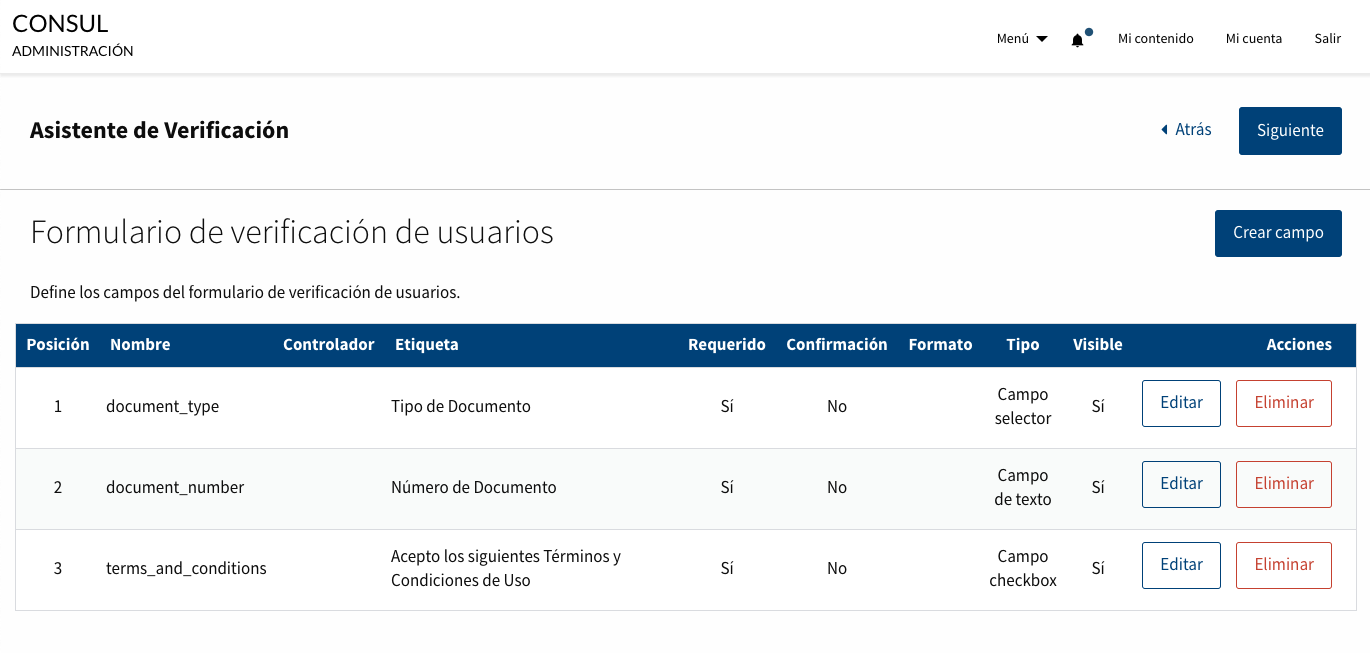 CONSUL
ADMINISTRACIÓN
Menú
Mi contenido
Mi cuenta
Salir
Asistente de Verificación
Atrás
Siguiente
Formulario de verificación de usuarios
Crear campo
Define los campos del formulario de verificación de usuarios.
Posición Nombre Controlador Etiqueta Requerido Confirmación Formato Tipo Visible Acciones
1 document_type Tipo de Documento Sí No Campo selector Sí Editar Eliminar
2 document_number Número de Documento Sí No Campo de texto Sí Editar Eliminar
3 terms_and_conditions Acepto los siguientes Términos y Condiciones de Uso Sí No Campo checkbox Sí Editar Eliminar